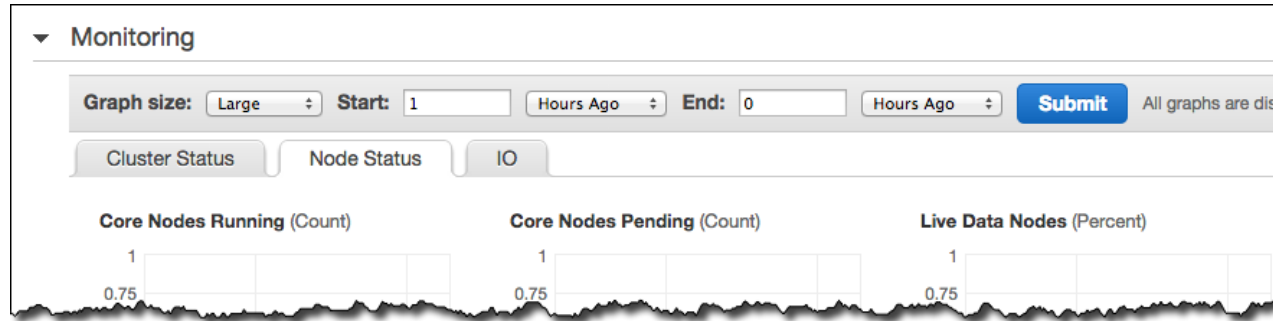 Monitoring
Graph size: Large Start: 1 Hours Ago End: 0 Hours Ago Submit All graphs are
Cluster Status Node Status IO
Core Nodes Running (Count) Core Nodes Pending (Count) Live Data Nodes (Percent)
1 1 1
0.75 0.75 0.75